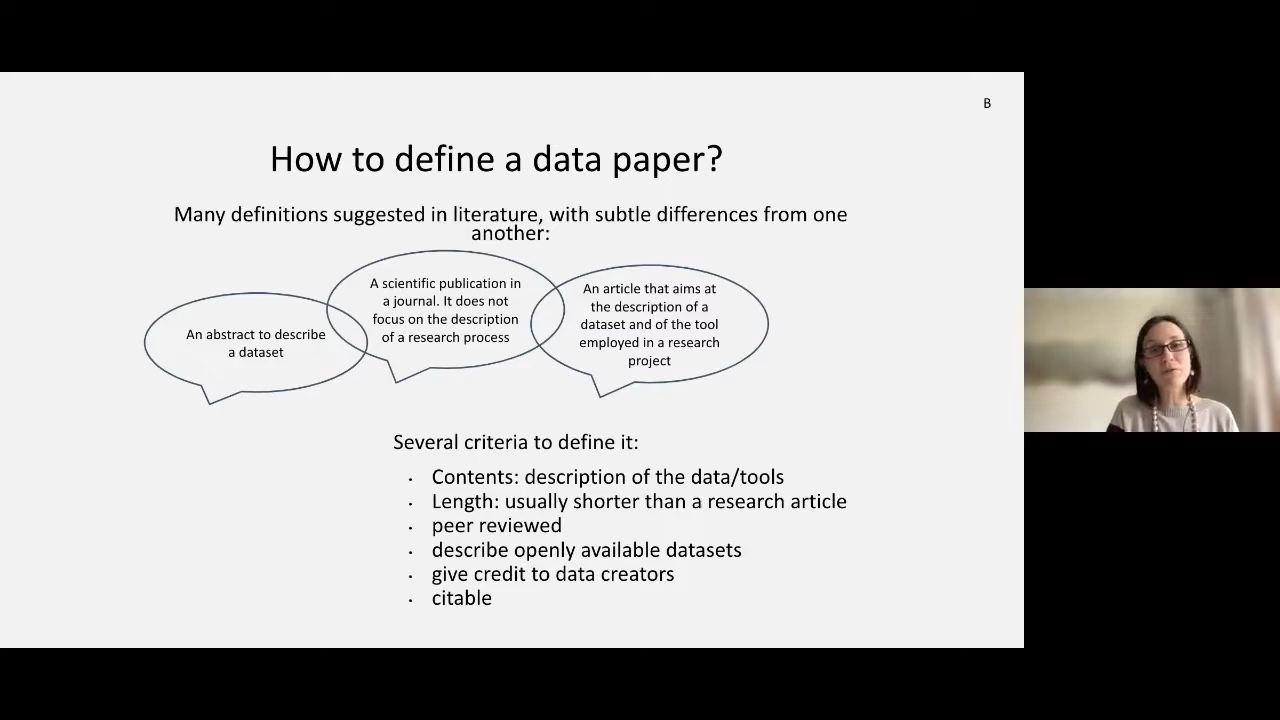 B
How to define a data paper?
Many definitions suggested in literature, with subtle differences from one
another:
An abstract to describe
a dataset
A scientific publication in
a journal. It does not
focus on the description
of a research process
An article that aims at
the description of a
dataset and of the tool
employed in a research
project
Several criteria to define it:
• Contents: description of the data/tools
• Length: usually shorter than a research article
• peer reviewed
• describe openly available datasets
• give credit to data creators
• citable